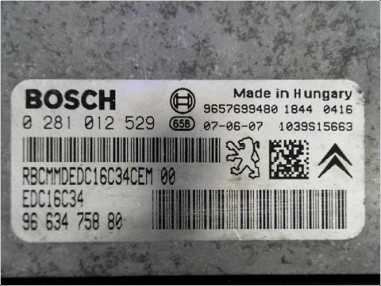 BOSCH
Made in Hungary
9657699480 1844 0416
0 281 012 529 658 07-06-07 1039S15663
RBCMMDEDC16C34CEM 00
EDC16C34
96 634 758 80